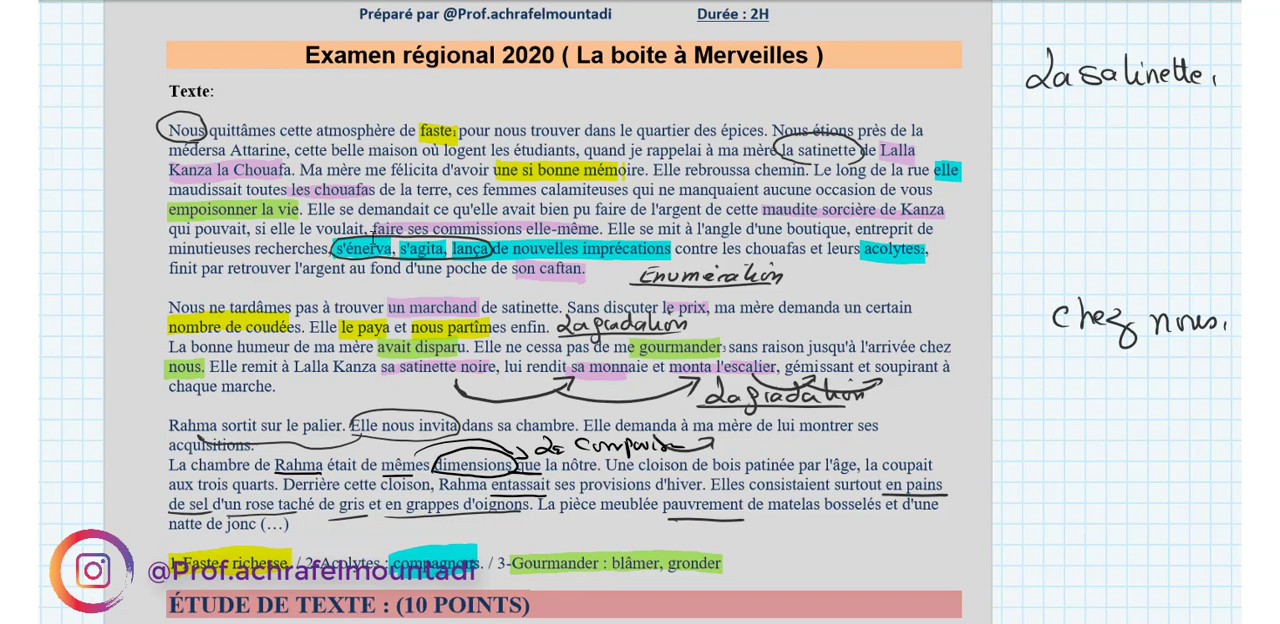 Préparé par @Prof.achrafelmountadi Durée : 2H
Examen régional 2020 ( La boite à Merveilles )
La satinette.
Texte:
Nous quittâmes cette atmosphère de faste1 pour nous trouver dans le quartier des épices. Nous étions près de la
médersa Attarine, cette belle maison où logent les étudiants, quand je rappelai à ma mère la satinette de Lalla
Kanza la Chouafa. Ma mère me félicita d'avoir une si bonne mémoire. Elle rebroussa chemin. Le long de la rue elle
maudissait toutes les chouafas de la terre, ces femmes calamiteuses qui ne manquaient aucune occasion de vous
empoisonner la vie. Elle se demandait ce qu'elle avait bien pu faire de l'argent de cette maudite sorcière de Kanza
qui pouvait, si elle le voulait, faire ses commissions elle-même. Elle se mit à l'angle d'une boutique, entreprit de
minutieuses recherches, s'énerva, s'agita, lança de nouvelles imprécations contre les chouafas et leurs acolytes2,
finit par retrouver l'argent au fond d'une poche de son caftan.
Enumération
Nous ne tardâmes pas à trouver un marchand de satinette. Sans discuter le prix, ma mère demanda un certain
nombre de coudées. Elle le paya et nous partîmes enfin.
La gradation
chez nous.
La bonne humeur de ma mère avait disparu. Elle ne cessa pas de me gourmander3 sans raison jusqu'à l'arrivée chez
nous. Elle remit à Lalla Kanza sa satinette noire, lui rendit sa monnaie et monta l'escalier, gémissant et soupirant à
chaque marche.
La gradation
Rahma sortit sur le palier. Elle nous invita dans sa chambre. Elle demanda à ma mère de lui montrer ses
acquisitions.
La chambre de Rahma était de mêmes dimensions que la nôtre. Une cloison de bois patinée par l'âge, la coupait
aux trois quarts. Derrière cette cloison, Rahma entassait ses provisions d'hiver. Elles consistaient surtout en pains
de sel d'un rose taché de gris et en grappes d'oignons. La pièce meublée pauvrement de matelas bosselés et d'une
natte de jonc (…)
1-Faste: richesse. / 2-Acolytes : compagnons. / 3-Gourmander : blâmer, gronder
@Prof.achrafelmountadi
ÉTUDE DE TEXTE : (10 POINTS)